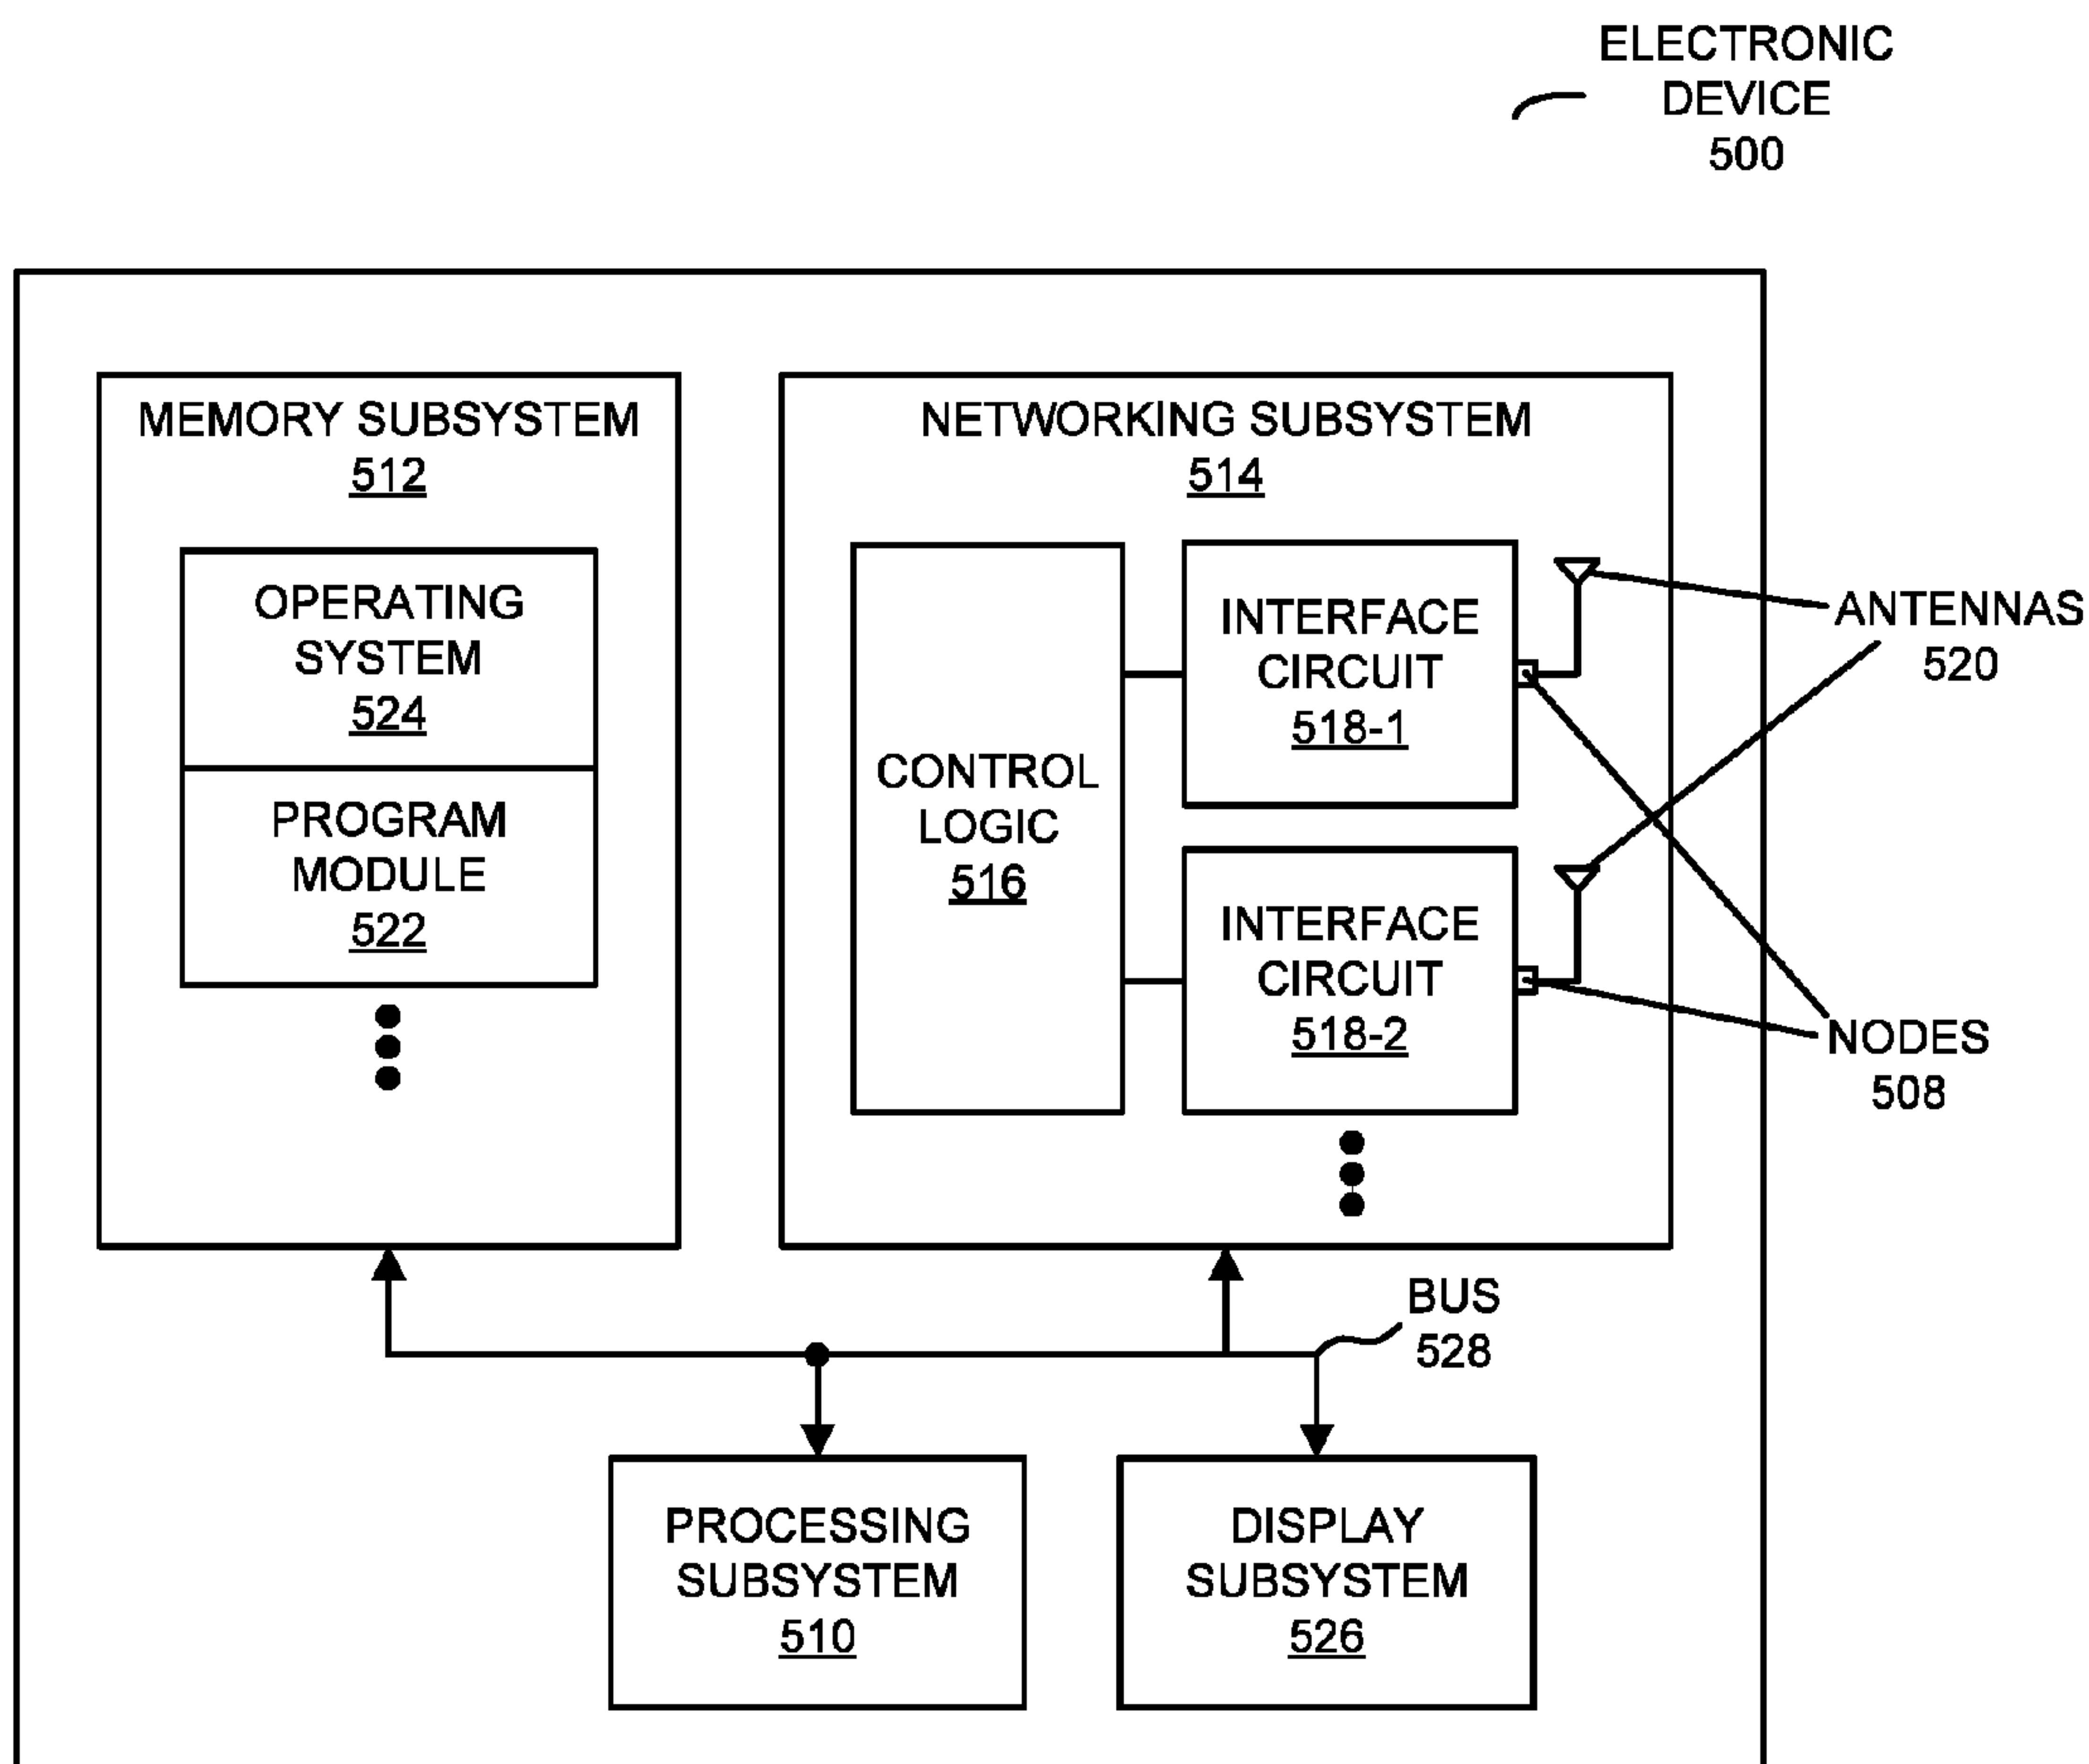 ELECTRONIC
DEVICE
500
MEMORY SUBSYSTEM
512
OPERATING
SYSTEM
524
PROGRAM
MODULE
522
NETWORKING SUBSYSTEM
514
CONTROL
LOGIC
516
INTERFACE
CIRCUIT
518-1
INTERFACE
CIRCUIT
518-2
ANTENNAS
520
NODES
508
BUS
528
PROCESSING
SUBSYSTEM
510
DISPLAY
SUBSYSTEM
526